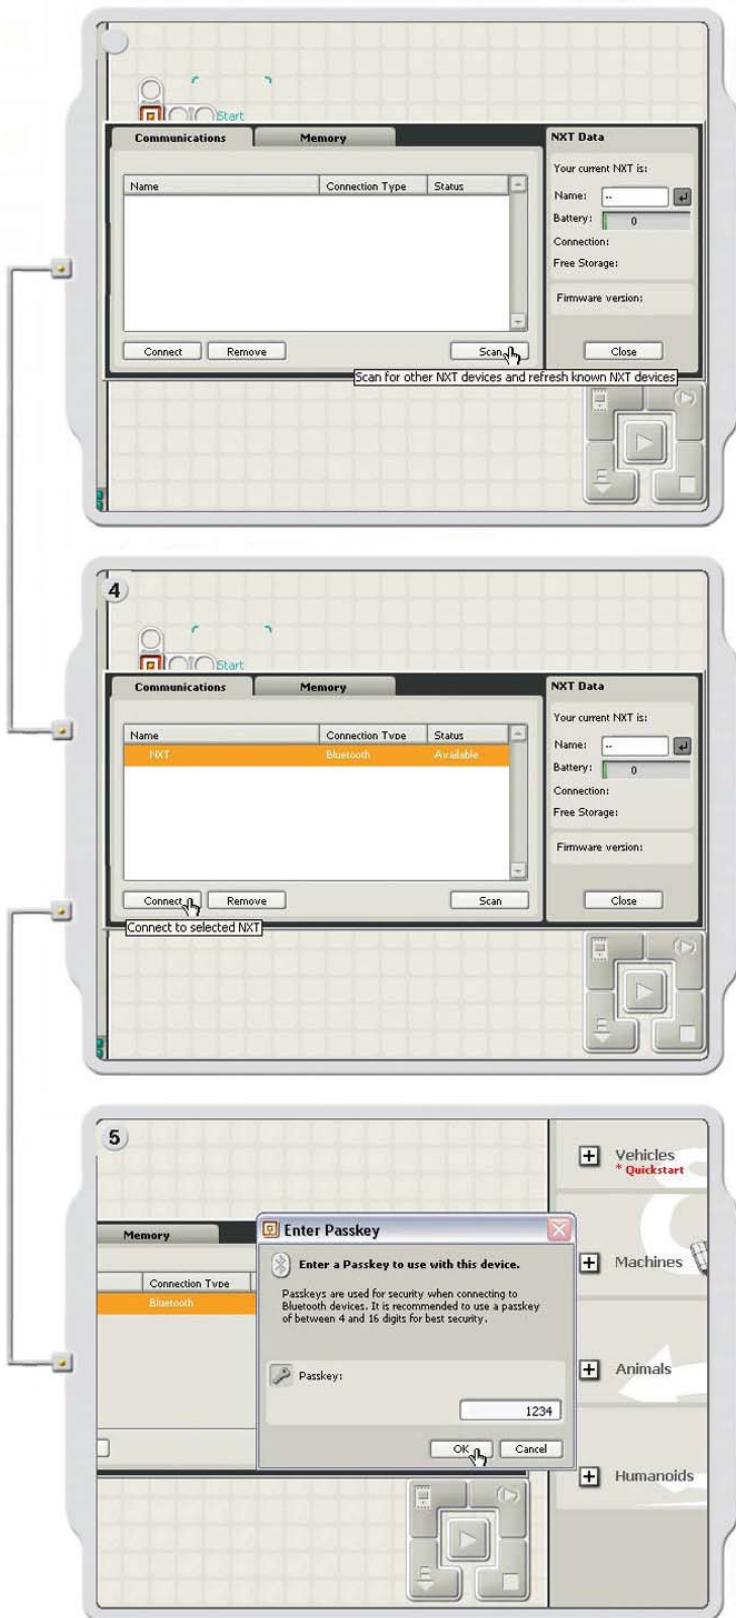 Start
Communications Memory NXT Data
Your current NXT is:
Name Connection Type Status
Name: --
Battery: 0
Connection:
Free Storage:
Firmware version:
Connect Remove Scan Close
Scan for other NXT devices and refresh known NXT devices
4
Start
Communications Memory NXT Data
Your current NXT is:
Name Connection Type Status
Name: --
NXT Bluetooth Available
Battery: 0
Connection:
Free Storage:
Firmware version:
Connect Remove Scan Close
Connect to selected NXT
5
Vehicles
* Quickstart
Memory
Enter Passkey
Enter a Passkey to use with this device.
Machines
Connection Type
Bluetooth
Passkeys are used for security when connecting to
Bluetooth devices. It is recommended to use a passkey
of between 4 and 16 digits for best security.
Passkey:
Animals
1234
OK Cancel
Humanoids